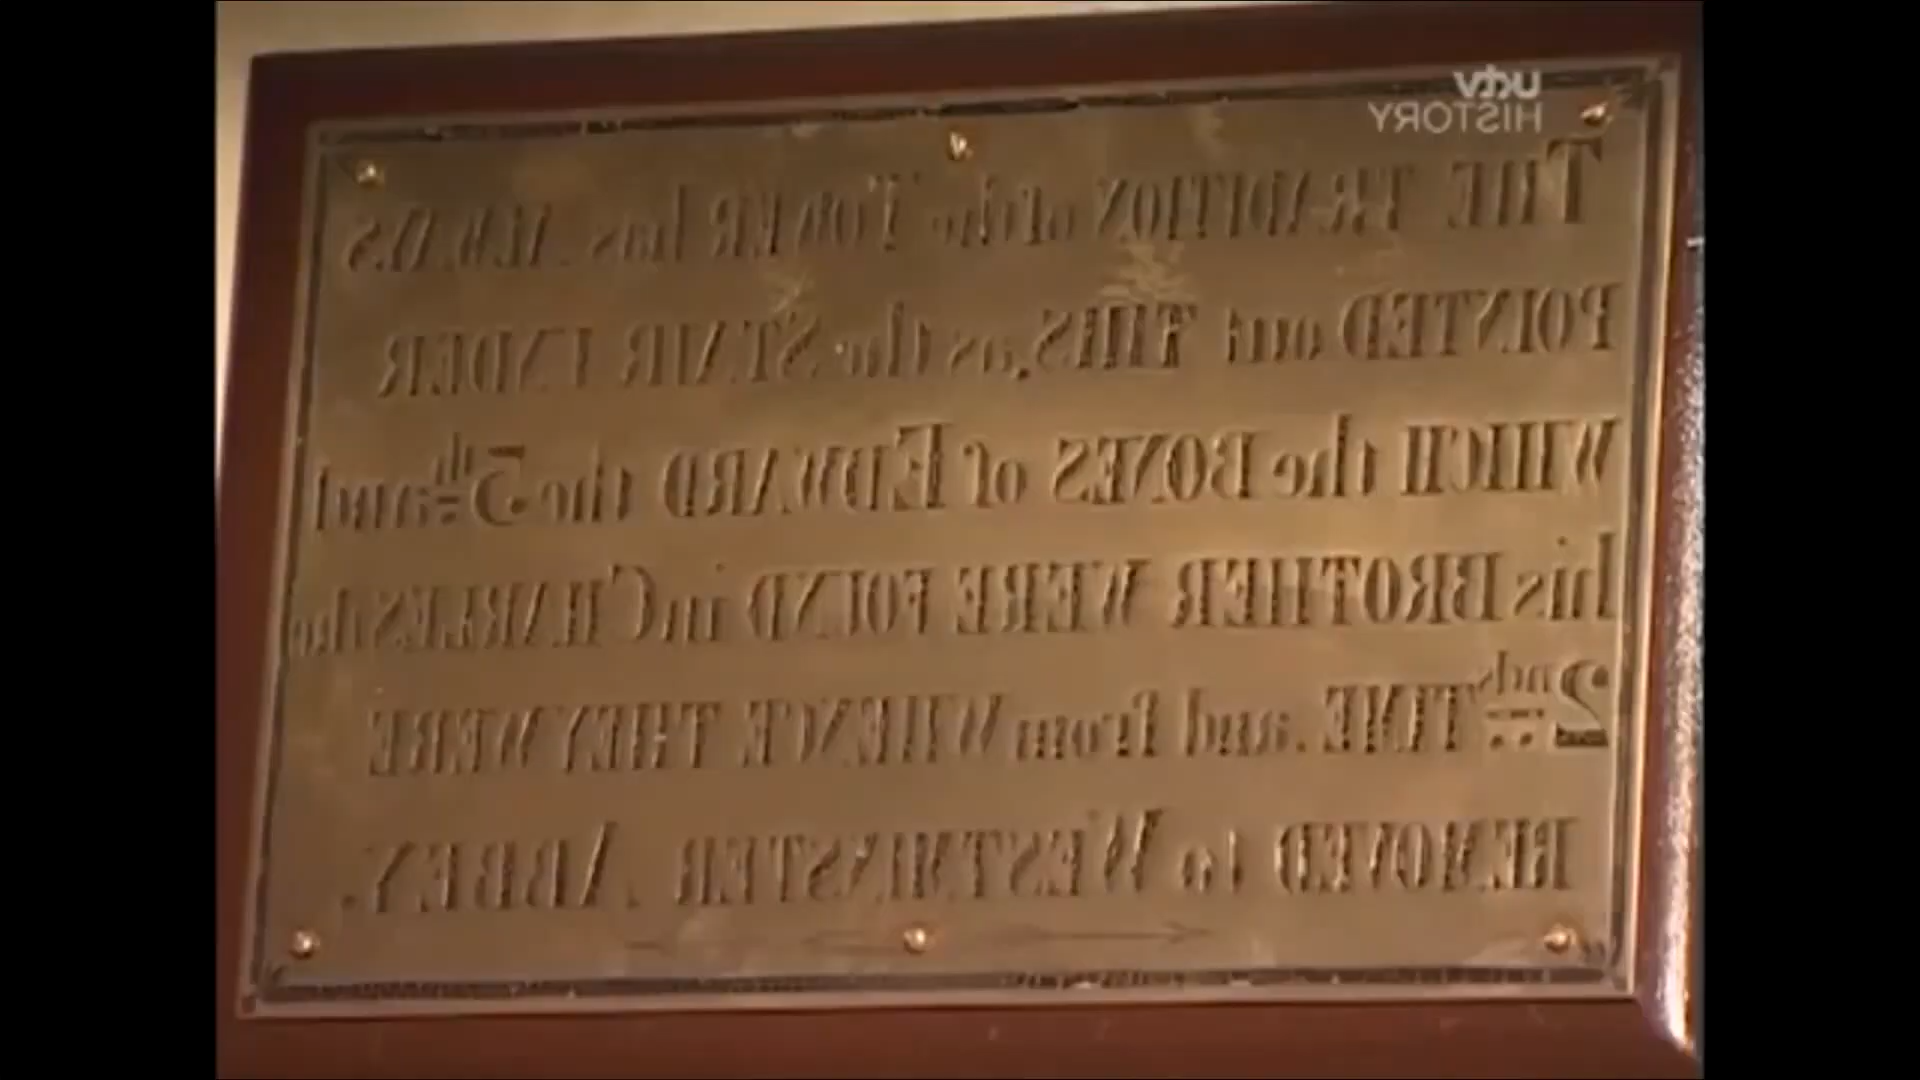 uktv
HISTORY
THE TRADITION of the TOWER has ALWAYS
POINTED out THIS, as the STAIR UNDER
WHICH the BONES of EDWARD the 5th and
his BROTHER WERE FOUND in CHARLES the
2nds TIME, and from WHENCE THEY WERE
REMOVED to WESTMINSTER ABBEY.